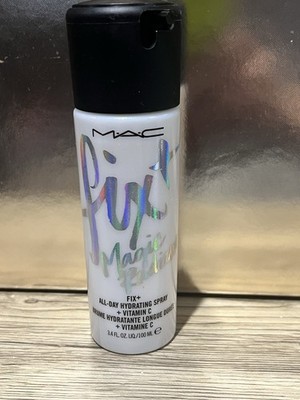 M·A·C
fix+
Magic
Radiance
FIX+
ALL-DAY HYDRATING SPRAY
+ VITAMIN C
BRUME HYDRATANTE LONGUE DURÉE
+ VITAMINE C
3.4 FL. OZ. LIQ/100 ML ℮